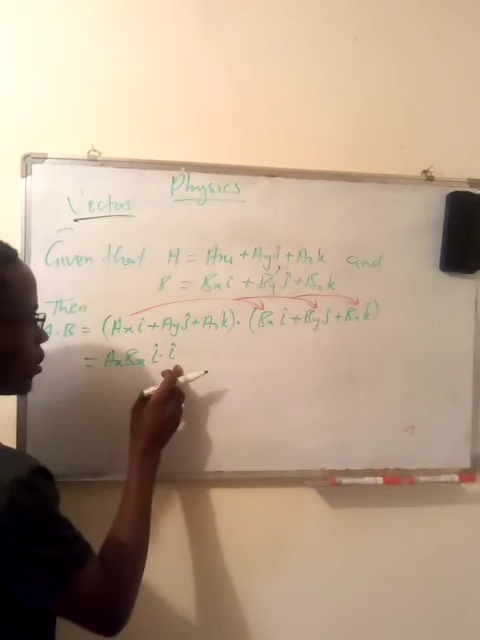 Physics
Vectors
Given that A = Axi + Ayj + Azk and
B = Bxi + Byj + Bzk
Then
A.B = (Axi + Ayj + Azk) . (Bxi + Byj + Bzk)
= AxBx i . i